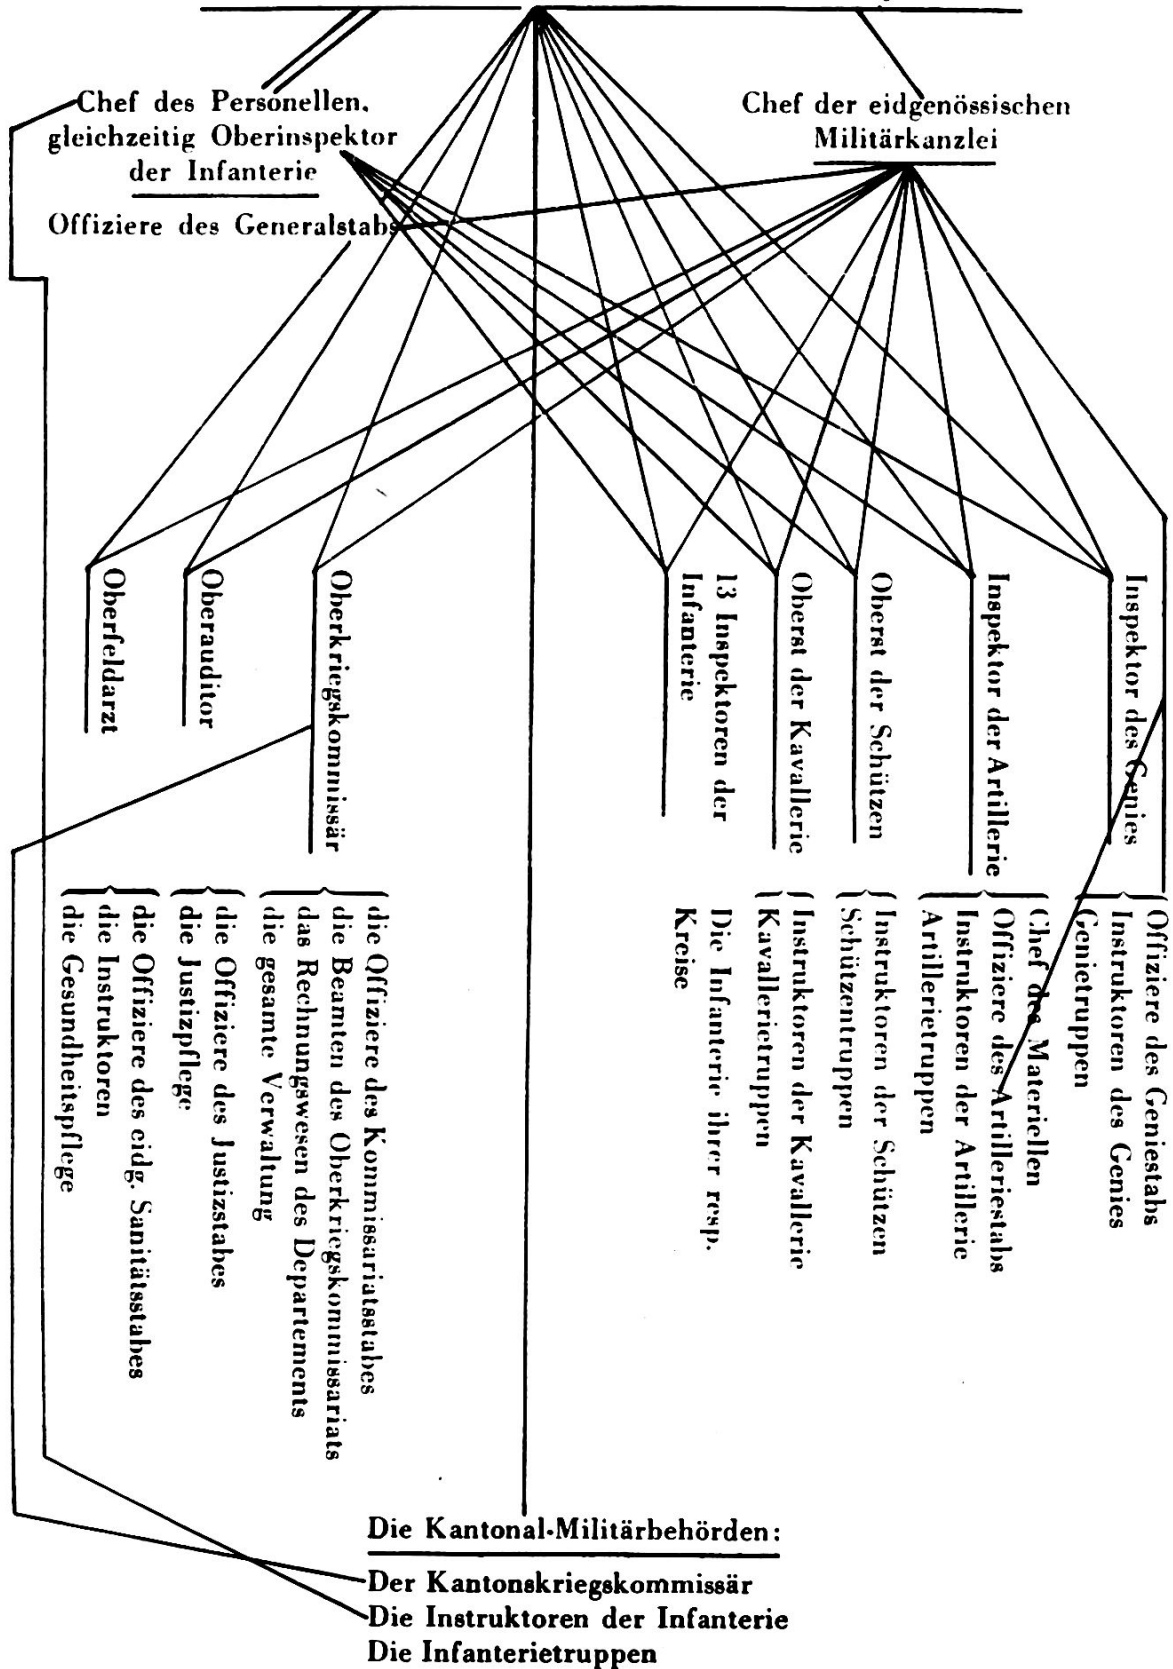 Chef des Personellen,
gleichzeitig Oberinspektor
der Infanterie
Offiziere des Generalstabs
Chef der eidgenössischen
Militärkanzlei
Oberfeldarzt
Oberauditor
Oberkriegskommissär
13 Inspektoren der
Infanterie
Oberst der Kavallerie
Oberst der Schützen
Inspektor der Artillerie
Inspektor des Genies
die Offiziere des eidg. Sanitätsstabes
die Instruktoren
die Gesundheitspflege
die Offiziere des Justizstabes
die Justizpflege
die Offiziere des Kommissariatsstabes
die Beamten des Oberkriegskommissariats
das Rechnungswesen des Departements
die gesamte Verwaltung
Die Infanterie ihrer resp.
Kreise
Instruktoren der Kavallerie
Kavallerietruppen
Instruktoren der Schützen
Schützentruppen
Chef des Materiellen
Offiziere des Artilleriestabs
Instruktoren der Artillerie
Artillerietruppen
Offiziere des Geniestabs
Instruktoren des Genies
Genietruppen
Die Kantonal-Militärbehörden:
Der Kantonskriegskommissär
Die Instruktoren der Infanterie
Die Infanterietruppen